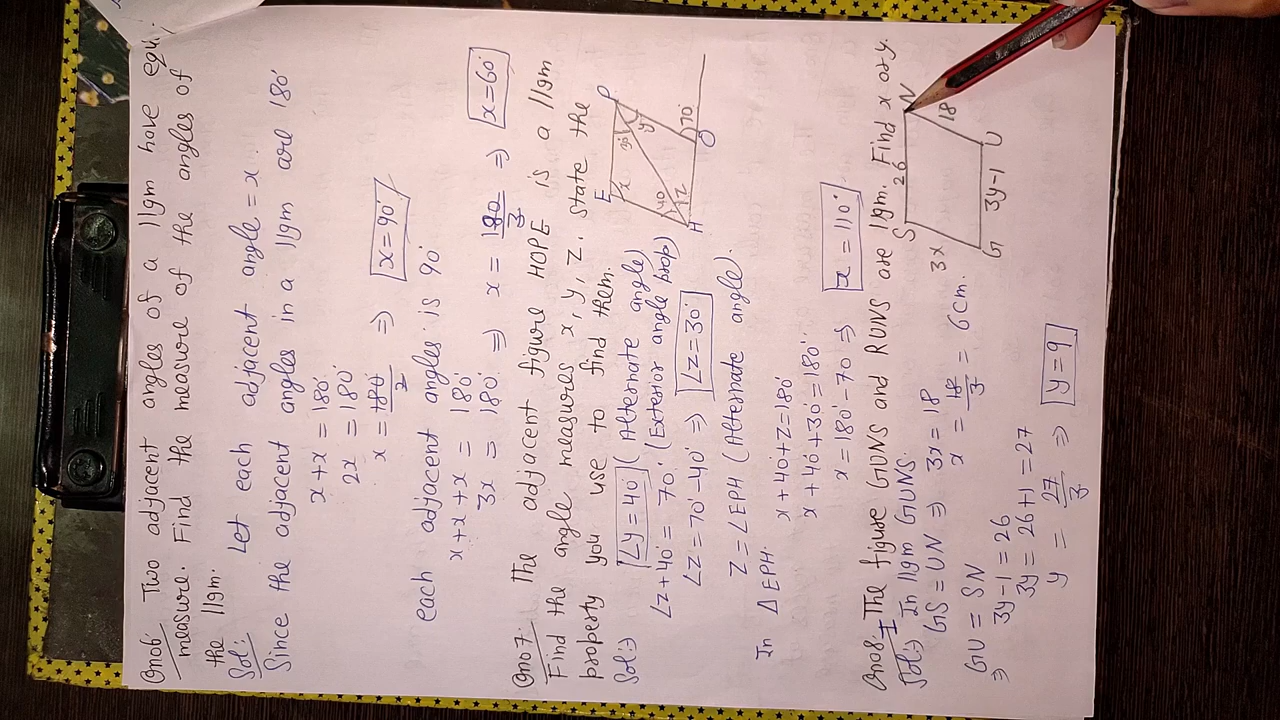 Qno6. Two adjacent angles of a ||gm have equ
measure. Find the measure of the angles of
the ||gm.
Sol: Let each adjacent angle = x.
Since the adjacent angles in a ||gm are 180°
x+x = 180°
2x = 180°
x = 180/2 ⇒ x=90°
each adjacent angles is 90°
x+x+x = 180°
3x = 180° ⇒ x = 180/3 ⇒ x=60°
Qno7. The adjacent figure HOPE is a ||gm
Find the angle measures x, y, z. State the
property you use to find them.
Sol:→ ∠y=40° (Alternate angle)
∠z+40° = 70°. (Exterior angle prop)
∠z = 70°-40° ⇒ ∠z=30°
z = ∠EPH (Alternate angle).
In △EPH.
x+40°+z=180°
x+40°+30°=180°
x=180°-70 ⇒ x=110°
E
P
x
30°
y
40°
z
70°
H
O
Qno8.I The figure GUNS and RUNS are ||gm. Find x or y.
Sol:→ In ||gm GUNS.
GS=UN ⇒ 3x=18
x = 18/3 = 6cm.
GU = SN
⇒ 3y-1=26
3y=26+1=27
y = 27/3 ⇒ y=9
S
26
N
3x
18
G
3y-1
U